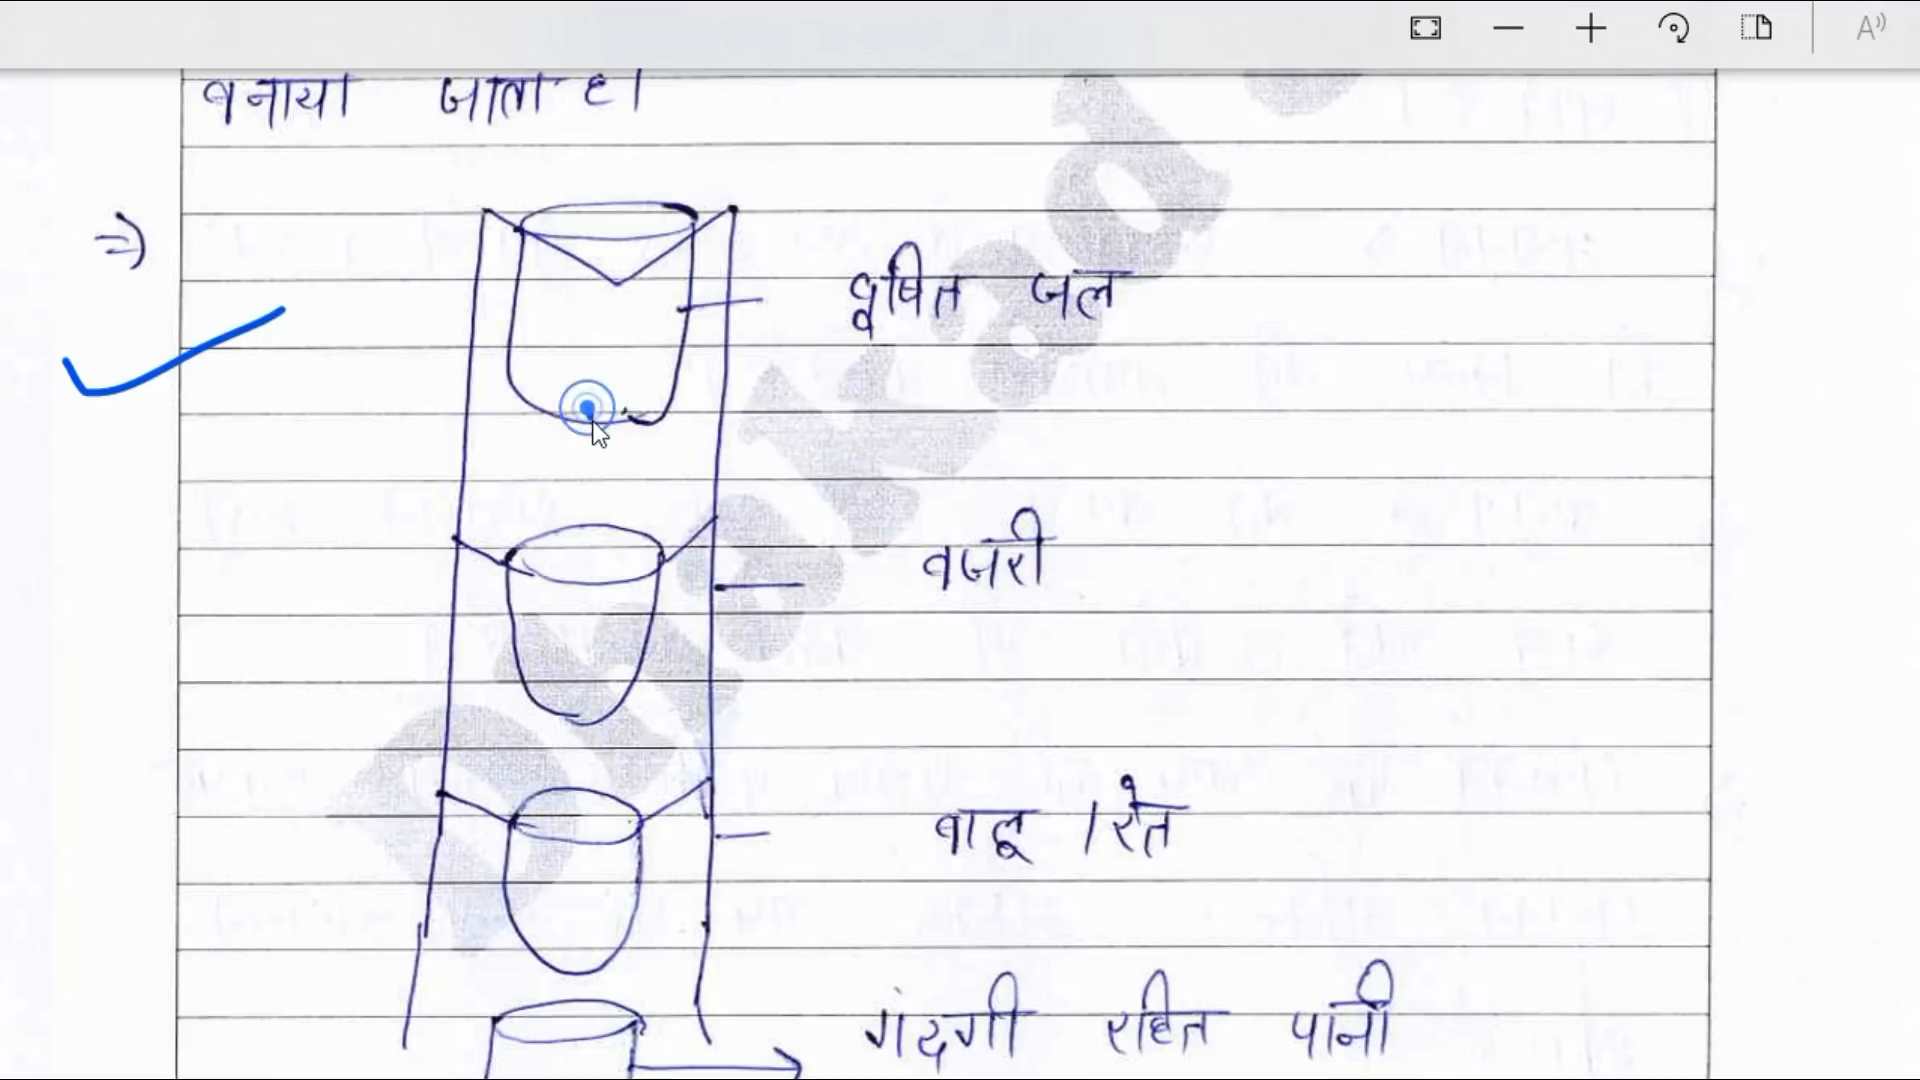 बनाया जाता है।
दूषित जल
बजरी
बालू / रेत
गंदगी रहित पानी